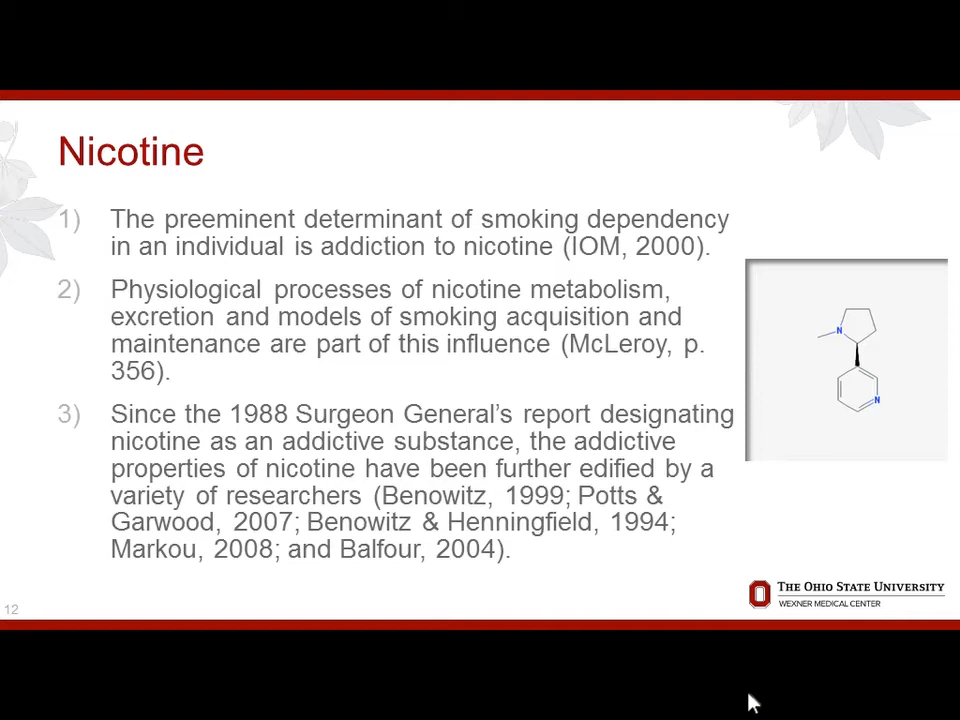 Nicotine
1) The preeminent determinant of smoking dependency
in an individual is addiction to nicotine (IOM, 2000).
2) Physiological processes of nicotine metabolism,
excretion and models of smoking acquisition and
maintenance are part of this influence (McLeroy, p.
356).
3) Since the 1988 Surgeon General’s report designating
nicotine as an addictive substance, the addictive
properties of nicotine have been further edified by a
variety of researchers (Benowitz, 1999; Potts &
Garwood, 2007; Benowitz & Henningfield, 1994;
Markou, 2008; and Balfour, 2004).
N
N
THE OHIO STATE UNIVERSITY
WEXNER MEDICAL CENTER
12